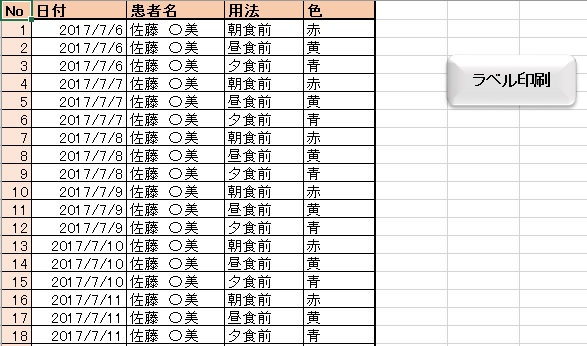 No 日付 患者名 用法 色
1 2017/7/6 佐藤 〇美 朝食前 赤
2 2017/7/6 佐藤 〇美 昼食前 黄
3 2017/7/6 佐藤 〇美 夕食前 青
4 2017/7/7 佐藤 〇美 朝食前 赤
5 2017/7/7 佐藤 〇美 昼食前 黄
ラベル印刷
6 2017/7/7 佐藤 〇美 夕食前 青
7 2017/7/8 佐藤 〇美 朝食前 赤
8 2017/7/8 佐藤 〇美 昼食前 黄
9 2017/7/8 佐藤 〇美 夕食前 青
10 2017/7/9 佐藤 〇美 朝食前 赤
11 2017/7/9 佐藤 〇美 昼食前 黄
12 2017/7/9 佐藤 〇美 夕食前 青
13 2017/7/10 佐藤 〇美 朝食前 赤
14 2017/7/10 佐藤 〇美 昼食前 黄
15 2017/7/10 佐藤 〇美 夕食前 青
16 2017/7/11 佐藤 〇美 朝食前 赤
17 2017/7/11 佐藤 〇美 昼食前 黄
18 2017/7/11 佐藤 〇美 夕食前 青